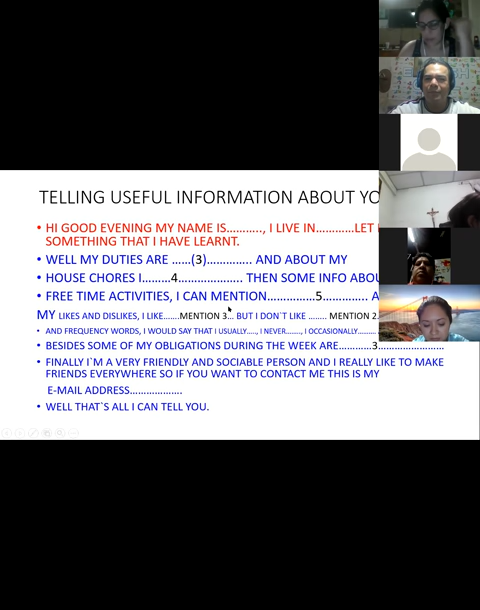 TELLING USEFUL INFORMATION ABOUT YO
• HI GOOD EVENING MY NAME IS……….., I LIVE IN…………LET
SOMETHING THAT I HAVE LEARNT.
• WELL MY DUTIES ARE ……(3)…………. AND ABOUT MY
• HOUSE CHORES I…….4……………….. THEN SOME INFO ABOU
• FREE TIME ACTIVITIES, I CAN MENTION……………5…………. A
MY LIKES AND DISLIKES, I LIKE…….MENTION 3… BUT I DON´T LIKE …….. MENTION 2.
• AND FREQUENCY WORDS, I WOULD SAY THAT I USUALLY….., I NEVER…….., I OCCASIONALLY………
• BESIDES SOME OF MY OBLIGATIONS DURING THE WEEK ARE…………3……………………
• FINALLY I`M A VERY FRIENDLY AND SOCIABLE PERSON AND I REALLY LIKE TO MAKE
FRIENDS EVERYWHERE SO IF YOU WANT TO CONTACT ME THIS IS MY
E-MAIL ADDRESS……………….
• WELL THAT`S ALL I CAN TELL YOU.